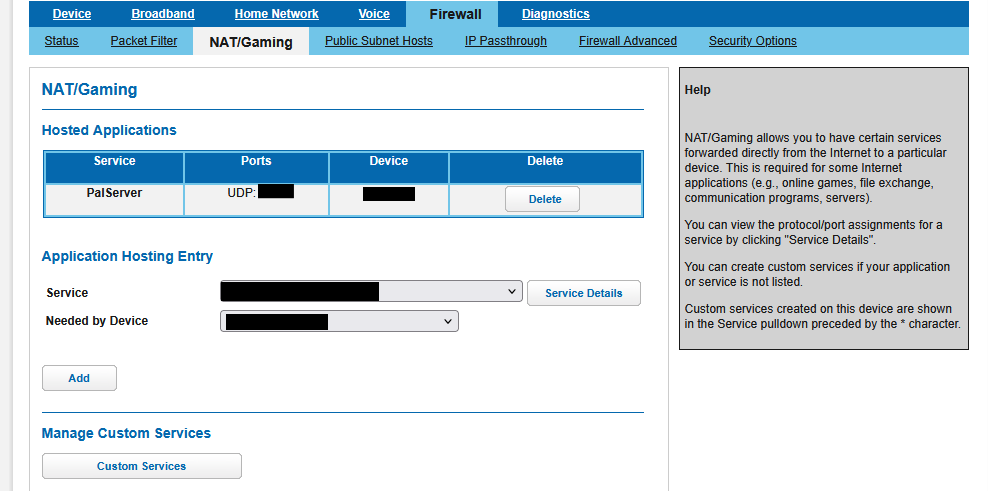 Device Broadband Home Network Voice Firewall Diagnostics
Status Packet Filter NAT/Gaming Public Subnet Hosts IP Passthrough Firewall Advanced Security Options
NAT/Gaming
Hosted Applications
Service Ports Device Delete
PalServer UDP: Delete
Application Hosting Entry
Service Service Details
Needed by Device
Add
Manage Custom Services
Custom Services
Help
NAT/Gaming allows you to have certain services
forwarded directly from the Internet to a particular
device. This is required for some Internet
applications (e.g., online games, file exchange,
communication programs, servers).
You can view the protocol/port assignments for a
service by clicking "Service Details".
You can create custom services if your application
or service is not listed.
Custom services created on this device are shown
in the Service pulldown preceded by the * character.